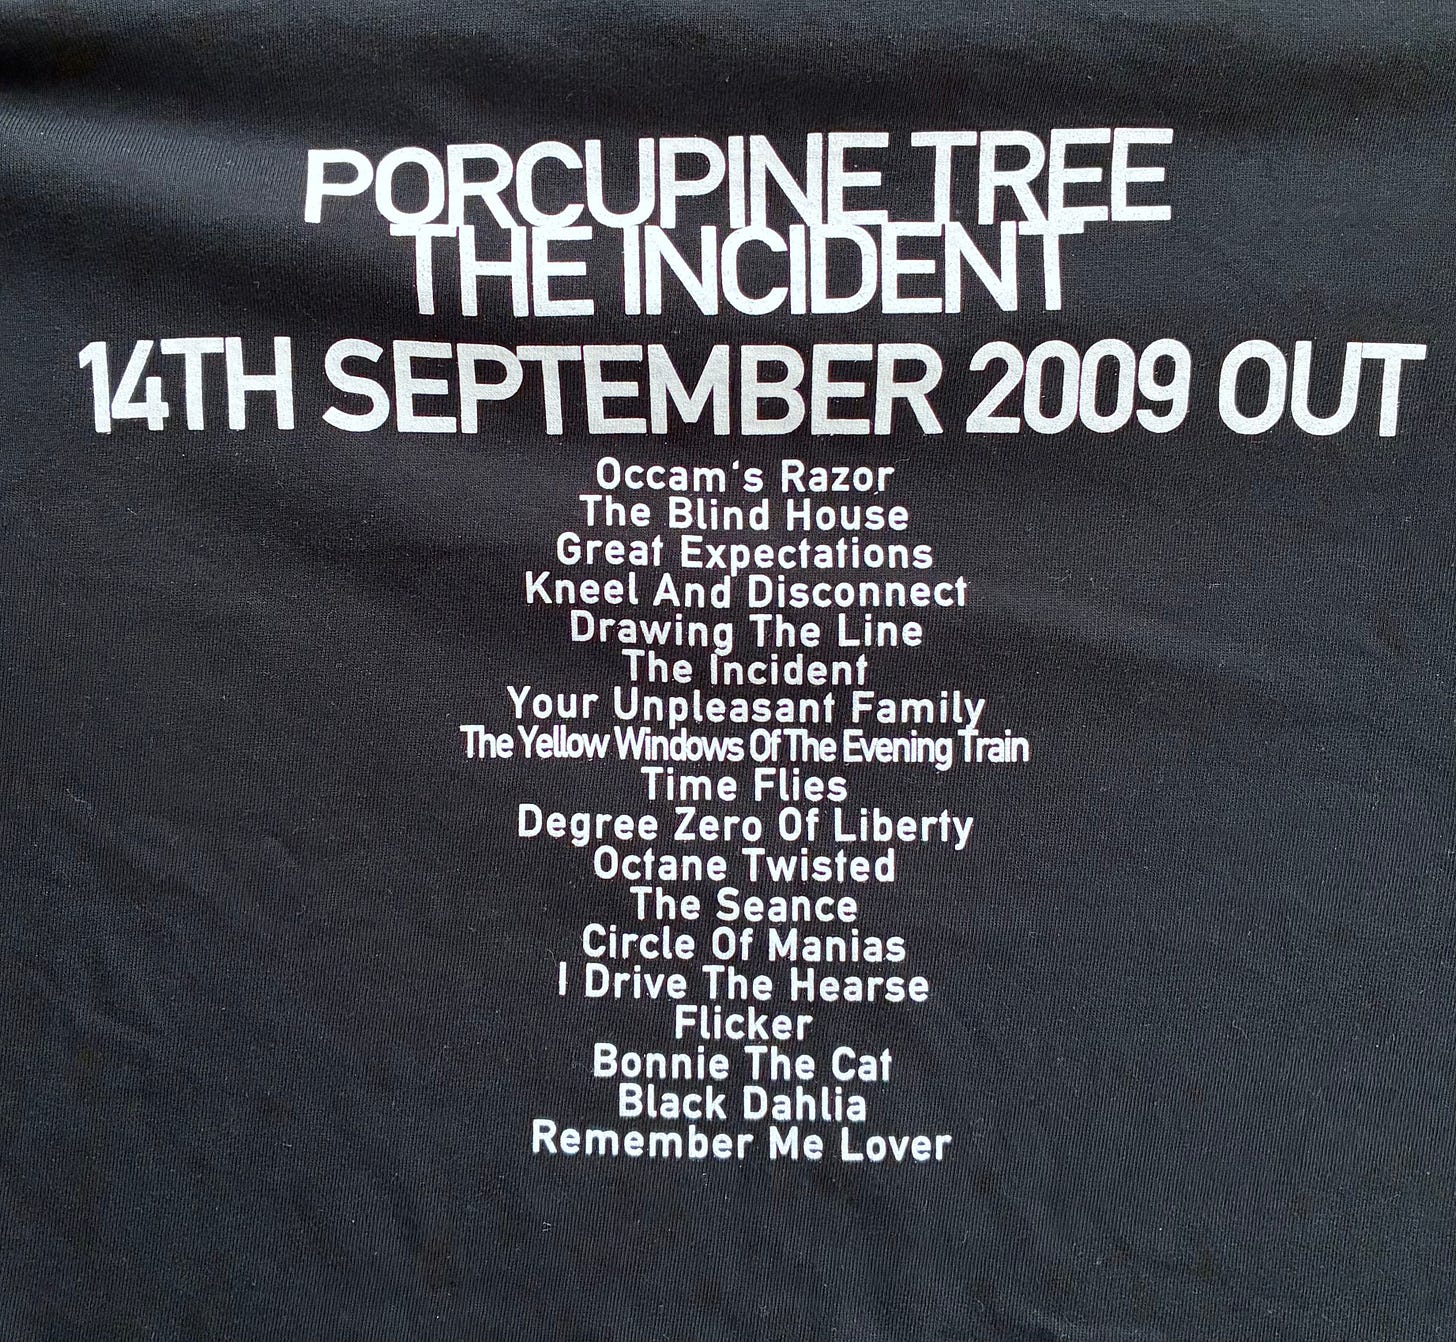 PORCUPINE TREE
THE INCIDENT
14TH SEPTEMBER 2009 OUT
Occam‘s Razor
The Blind House
Great Expectations
Kneel And Disconnect
Drawing The Line
The Incident
Your Unpleasant Family
The Yellow Windows Of The Evening Train
Time Flies
Degree Zero Of Liberty
Octane Twisted
The Seance
Circle Of Manias
I Drive The Hearse
Flicker
Bonnie The Cat
Black Dahlia
Remember Me Lover